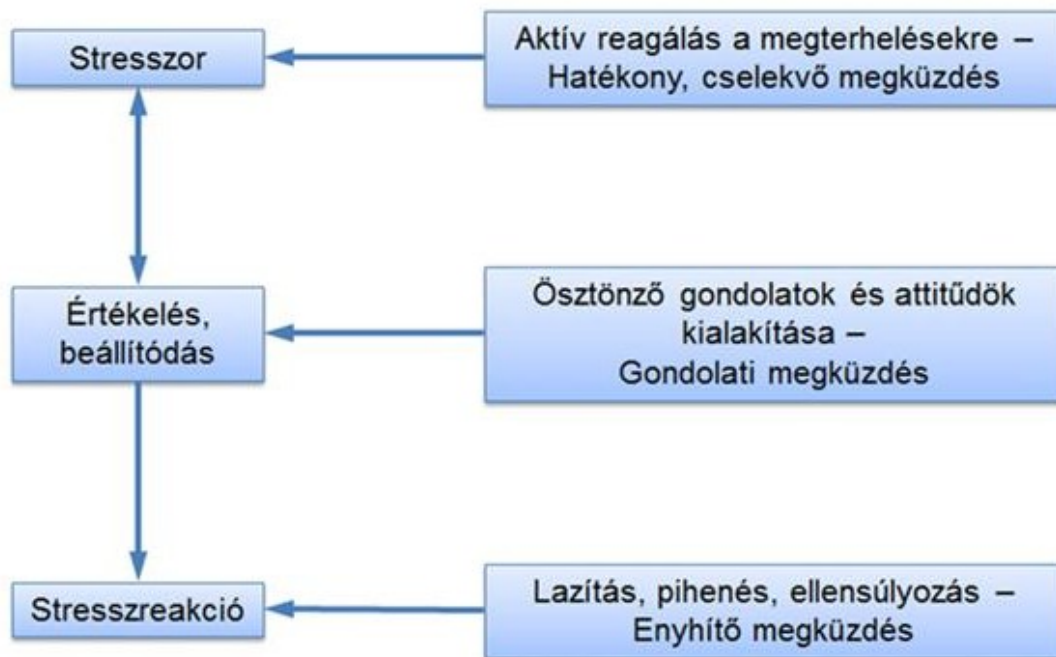 Stresszor
Aktív reagálás a megterhelésekre –
Hatékony, cselekvő megküzdés
Értékelés,
beállítódás
Ösztönző gondolatok és attitűdök
kialakítása –
Gondolati megküzdés
Stresszreakció
Lazítás, pihenés, ellensúlyozás –
Enyhítő megküzdés